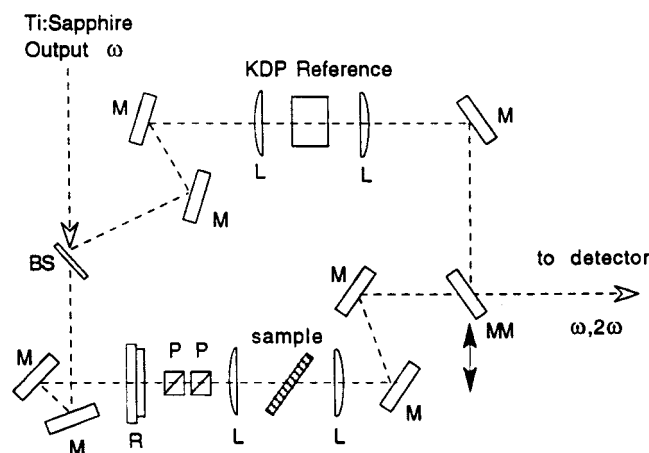 Ti:Sapphire
Output ω
KDP Reference
M
M
L
L
M
BS
M
to detector
MM
ω,2ω
M
P P
sample
M
R
L
L
M